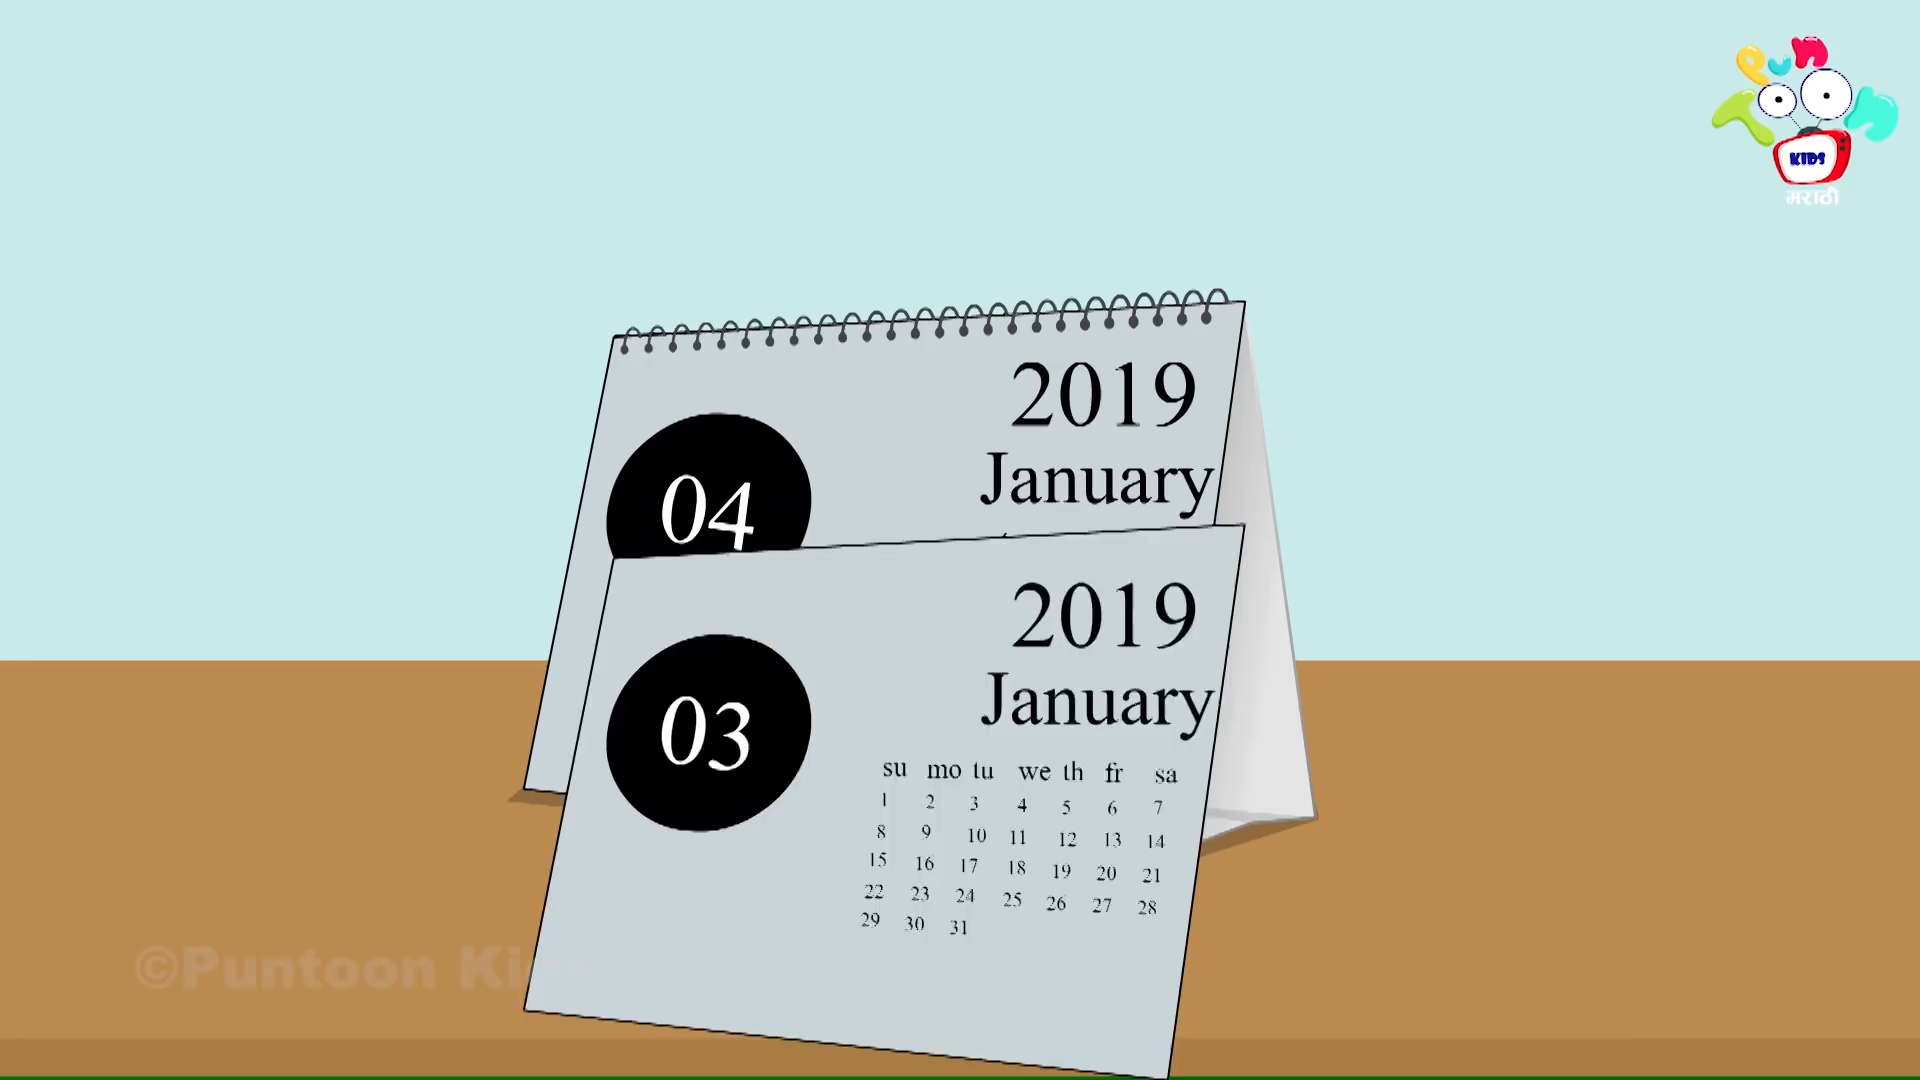 Pun
Toon
KIDS
मराठी
2019
January
04
2019
January
03
su mo tu we th fr sa
1 2 3 4 5 6 7
8 9 10 11 12 13 14
15 16 17 18 19 20 21
22 23 24 25 26 27 28
29 30 31
©Puntoon Ki